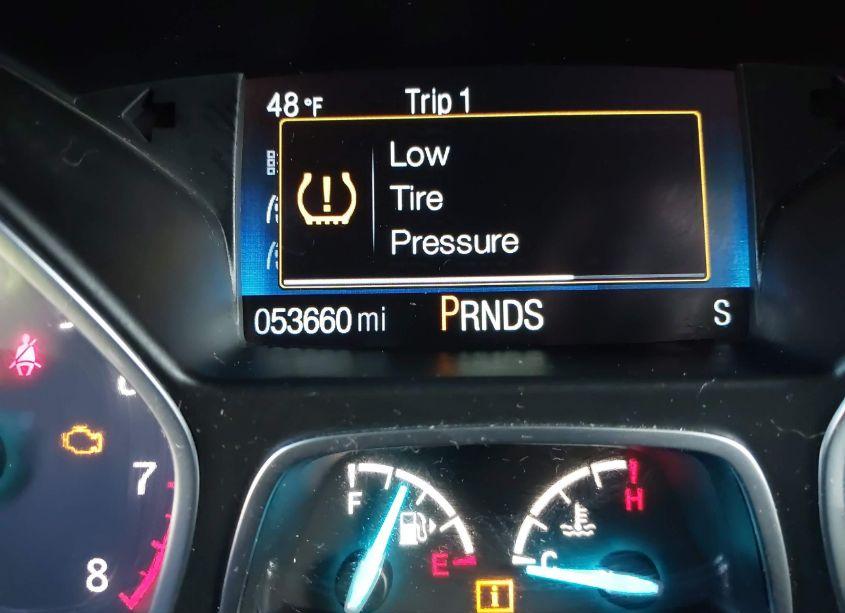 48°F Trip 1
Low
Tire
Pressure
053660 mi PRNDS S
7
8
F
E
H
C
i